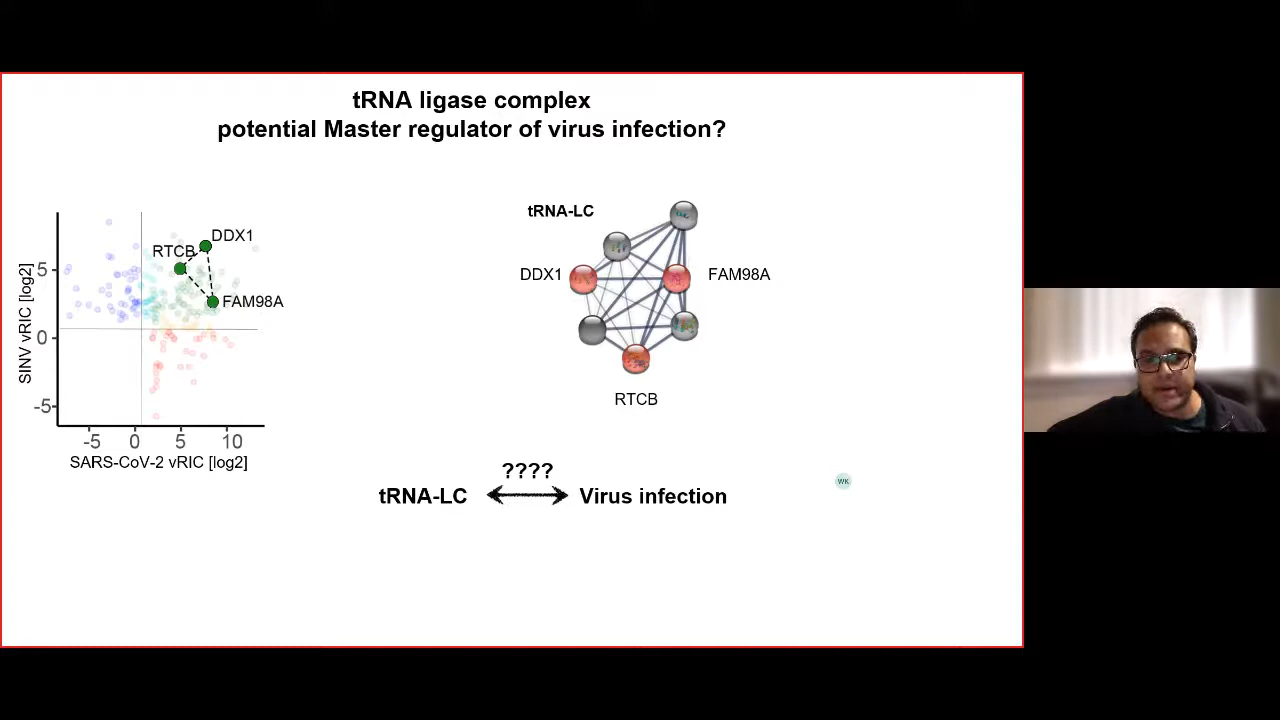 tRNA ligase complex
potential Master regulator of virus infection?
SINV vRIC [log2]
5
0
-5
RTCB
DDX1
FAM98A
-5 0 5 10
SARS-CoV-2 vRIC [log2]
tRNA-LC
DDX1
FAM98A
RTCB
????
tRNA-LC
Virus infection
WK